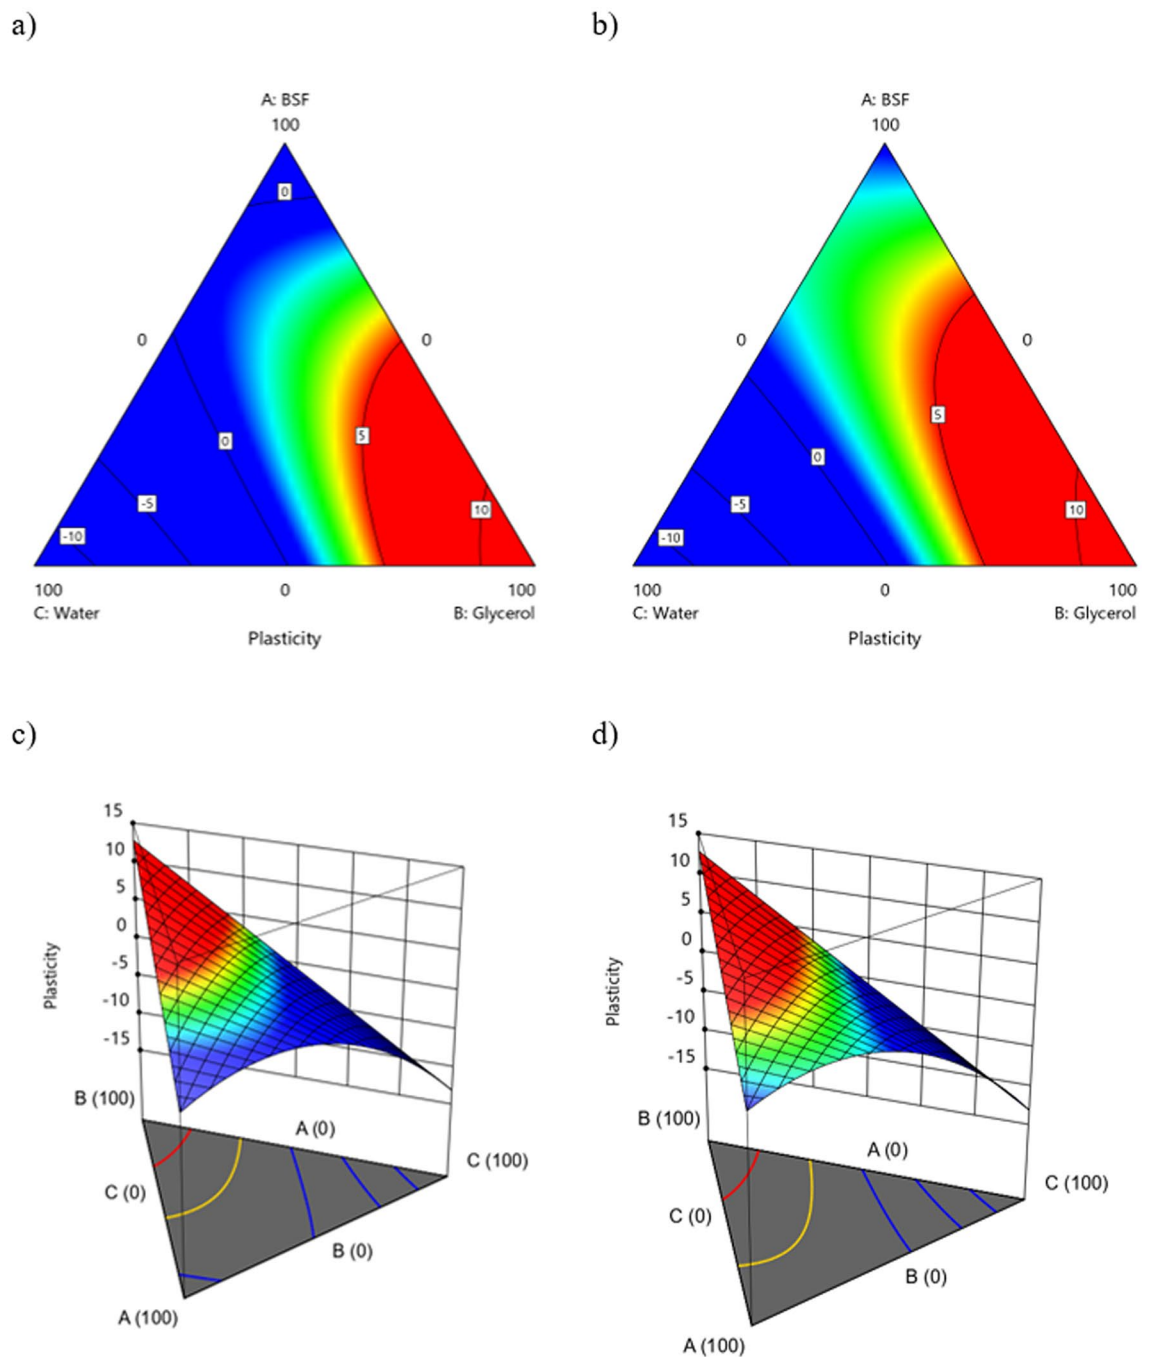 a)
b)
A: BSF
100
A: BSF
100
0
0
0
0
0
0
5
0
5
-5
-5
10
10
-10
-10
100
0
100
100
0
100
C: Water
B: Glycerol
C: Water
B: Glycerol
Plasticity
Plasticity
c)
d)
15
10
5
0
-5
-10
-15
Plasticity
B (100)
A (0)
C (100)
C (0)
B (0)
A (100)
15
10
5
0
-5
-10
-15
Plasticity
B (100)
A (0)
C (100)
C (0)
B (0)
A (100)